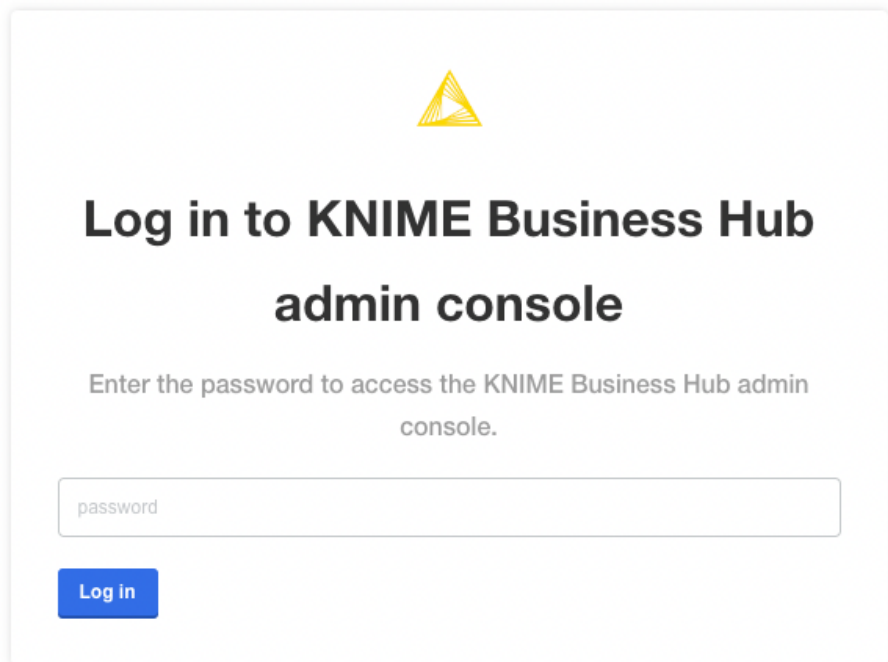 Log in to KNIME Business Hub
admin console
Enter the password to access the KNIME Business Hub admin
console.
password
Log in